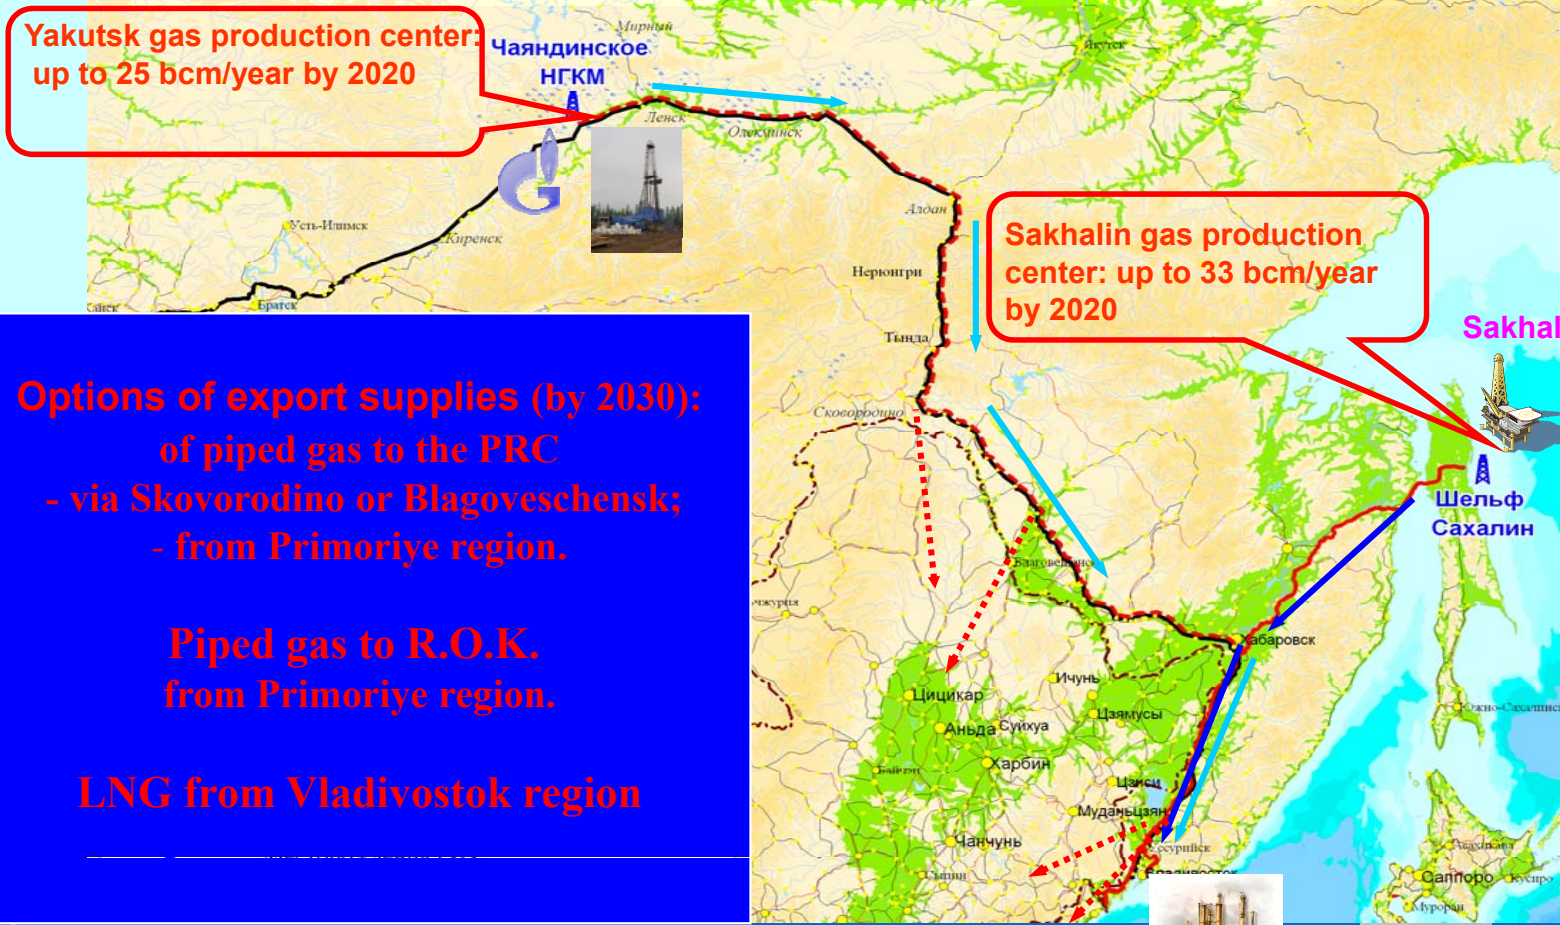 Yakutsk gas production center:
up to 25 bcm/year by 2020
Мирный
Чаяндинское
НГКМ
Якутск
Ленск
Олекминск
Усть-Илимск
Киренск
Братск
Алдан
Нерюнгри
Тында
Сковородино
Sakhalin gas production
center: up to 33 bcm/year
by 2020
Sakhal
Шельф
Сахалин
Options of export supplies (by 2030):
of piped gas to the PRC
- via Skovorodino or Blagoveschensk;
- from Primoriye region.
Piped gas to R.O.K.
from Primoriye region.
LNG from Vladivostok region
Хабаровск
Ичунь
Цицикар
Цзямусы
Аньда
Суйхуа
Харбин
Муданьцзян
Чанчунь
Сыпин
Саппоро
Кусиро
Муроран